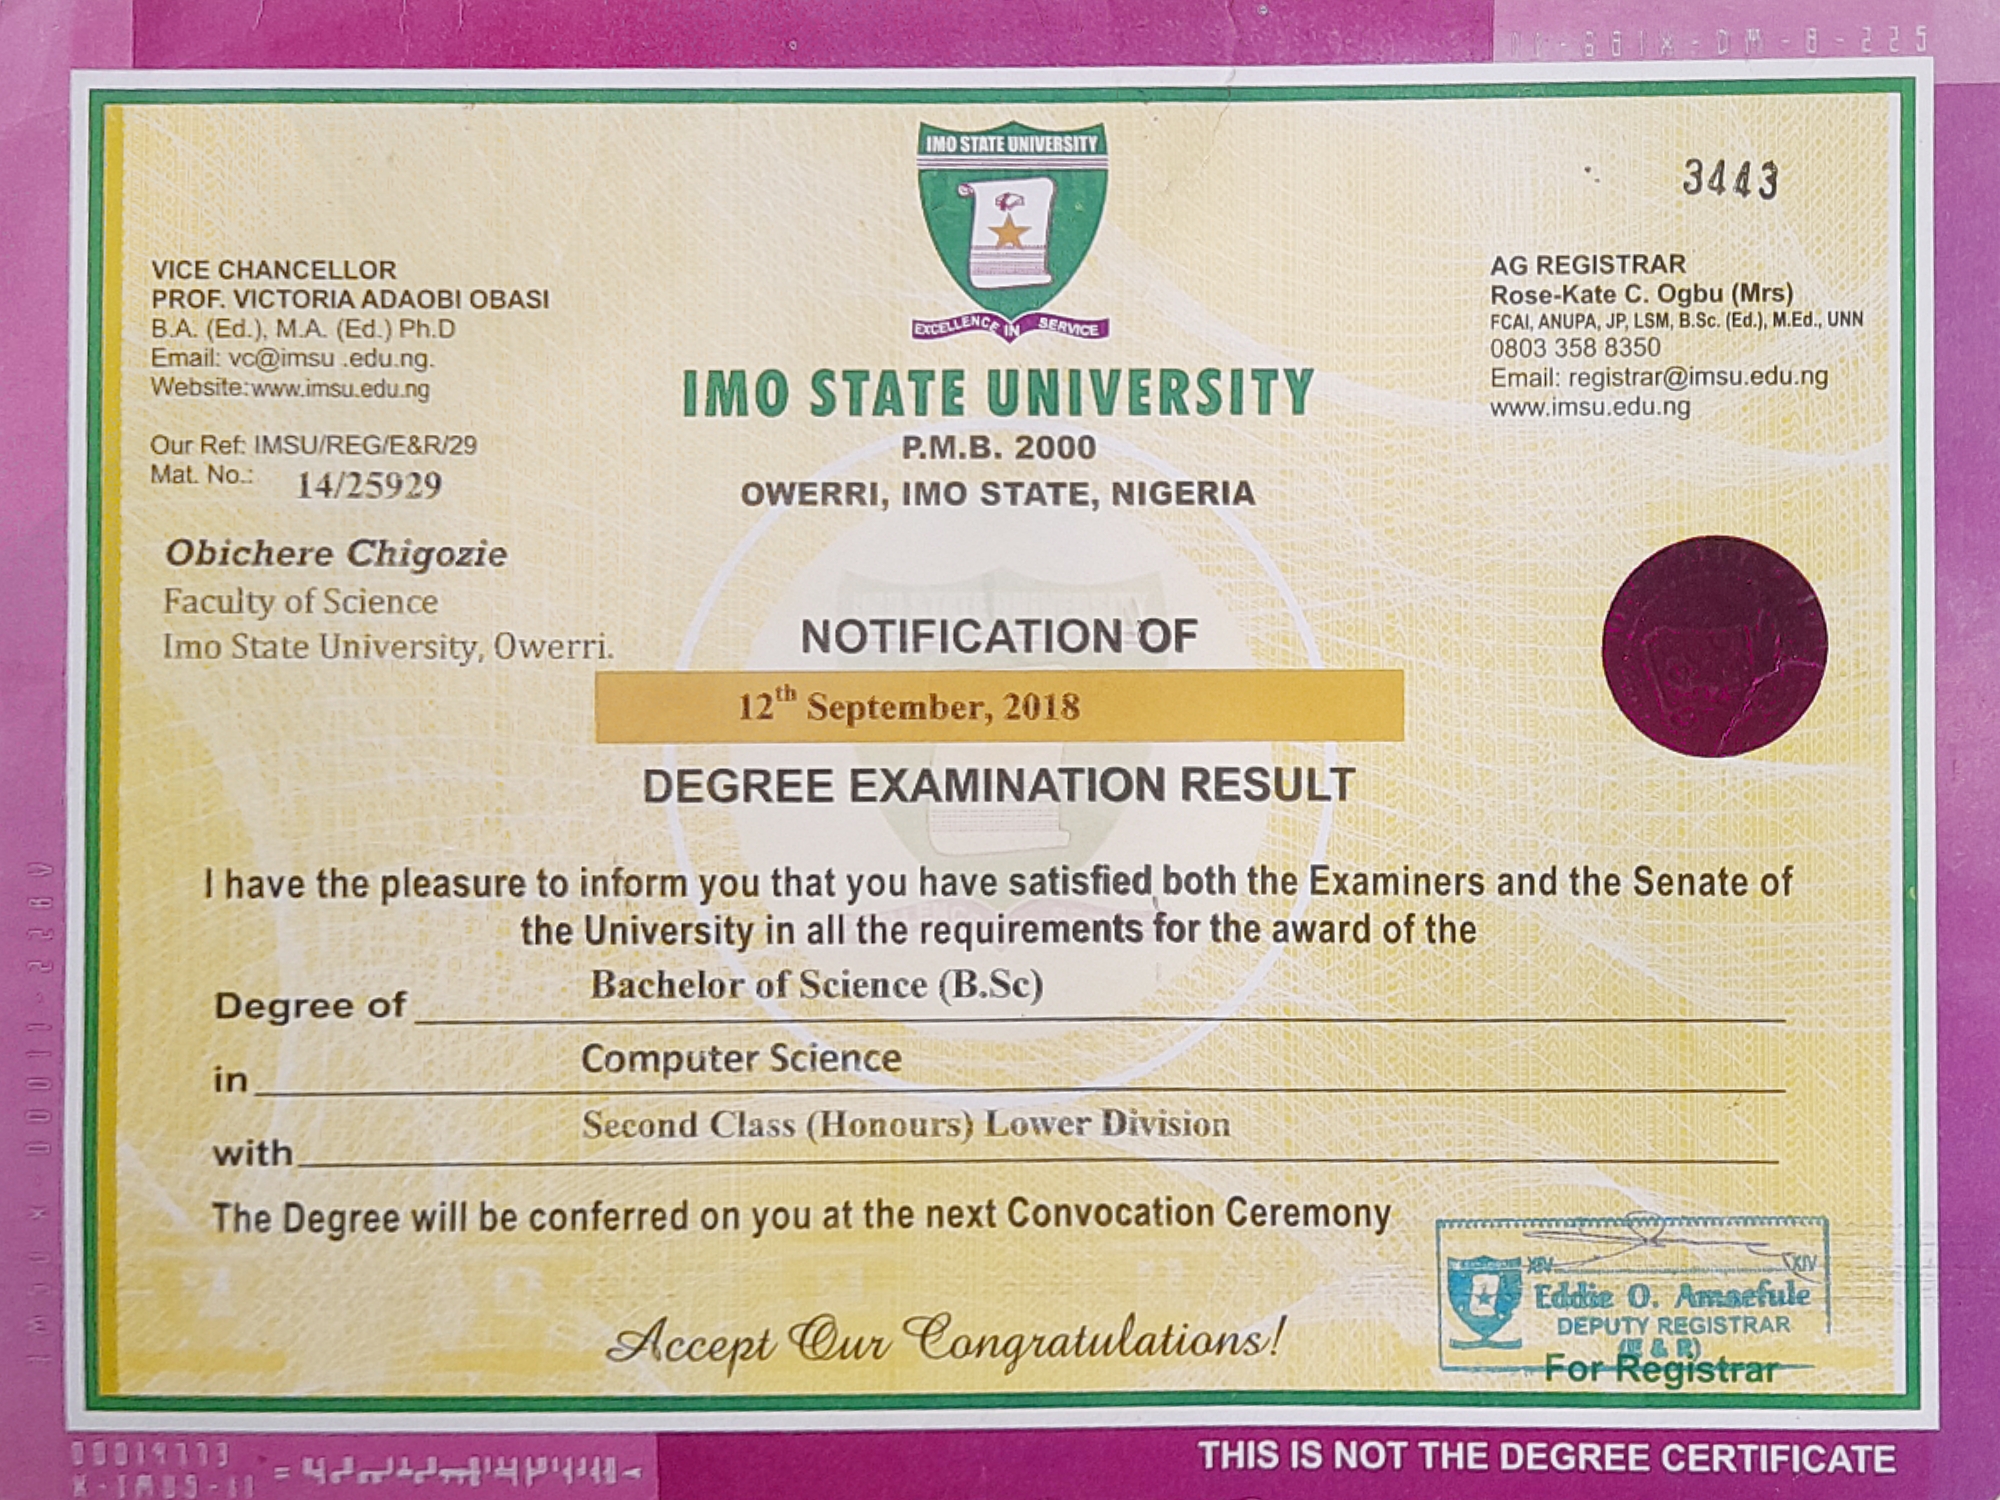 IMO STATE UNIVERSITY
EXCELLENCE IN SERVICE
3443
VICE CHANCELLOR
PROF. VICTORIA ADAOBI OBASI
B.A. (Ed.), M.A. (Ed.) Ph.D
Email: vc@imsu .edu.ng.
Website: www.imsu.edu.ng
Our Ref: IMSU/REG/E&R/29
Mat. No.: 14/25929
AG REGISTRAR
Rose-Kate C. Ogbu (Mrs)
FCAI, ANUPA, JP, LSM, B.Sc. (Ed.), M.Ed., UNN
0803 358 8350
Email: registrar@imsu.edu.ng
www.imsu.edu.ng
IMO STATE UNIVERSITY
P.M.B. 2000
OWERRI, IMO STATE, NIGERIA
Obichere Chigozie
Faculty of Science
Imo State University, Owerri.
NOTIFICATION OF
12th September, 2018
DEGREE EXAMINATION RESULT
I have the pleasure to inform you that you have satisfied both the Examiners and the Senate of
the University in all the requirements for the award of the
Degree of Bachelor of Science (B.Sc)
in Computer Science
with Second Class (Honours) Lower Division
The Degree will be conferred on you at the next Convocation Ceremony
Accept Our Congratulations!
XIV
Eddie O. Amaefule
DEPUTY REGISTRAR
(E & R)
For Registrar
THIS IS NOT THE DEGREE CERTIFICATE